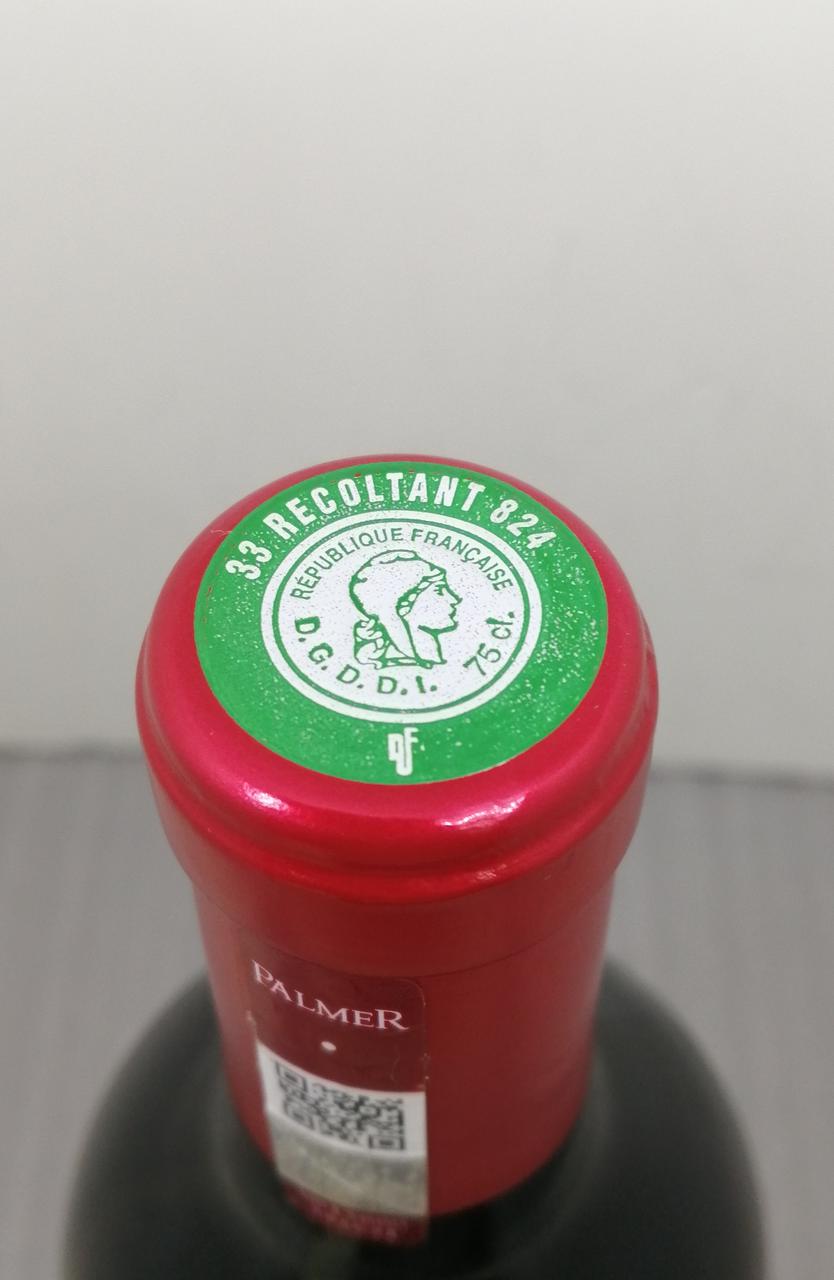 33 RECOLTANT 824
RÉPUBLIQUE FRANÇAISE
D.G.D.D.I. 75 cl.
PALMER